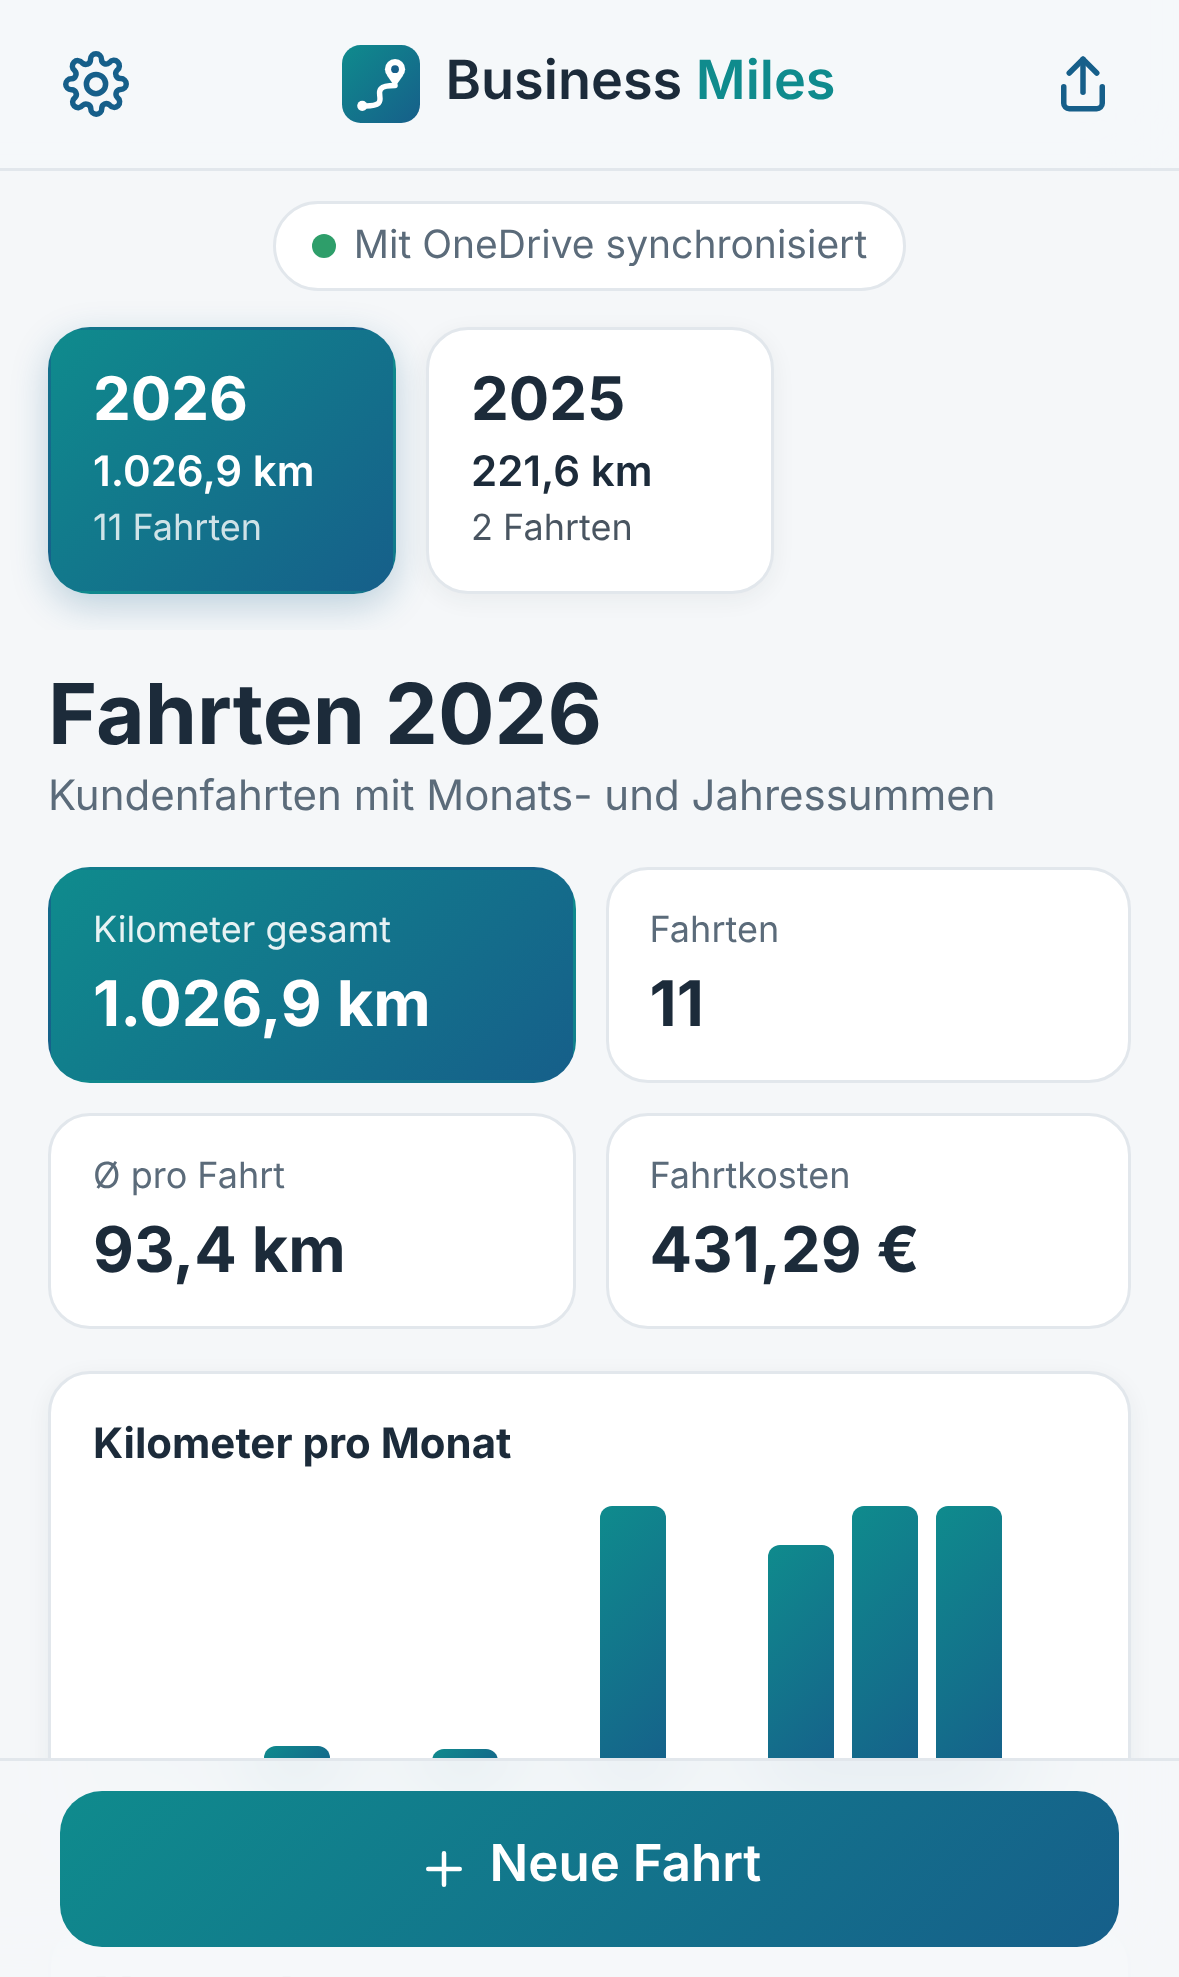 Business Miles
Mit OneDrive synchronisiert
2026
1.026,9 km
11 Fahrten
2025
221,6 km
2 Fahrten
Fahrten 2026
Kundenfahrten mit Monats- und Jahressummen
Kilometer gesamt
1.026,9 km
Fahrten
11
Ø pro Fahrt
93,4 km
Fahrtkosten
431,29 €
Kilometer pro Monat
+ Neue Fahrt